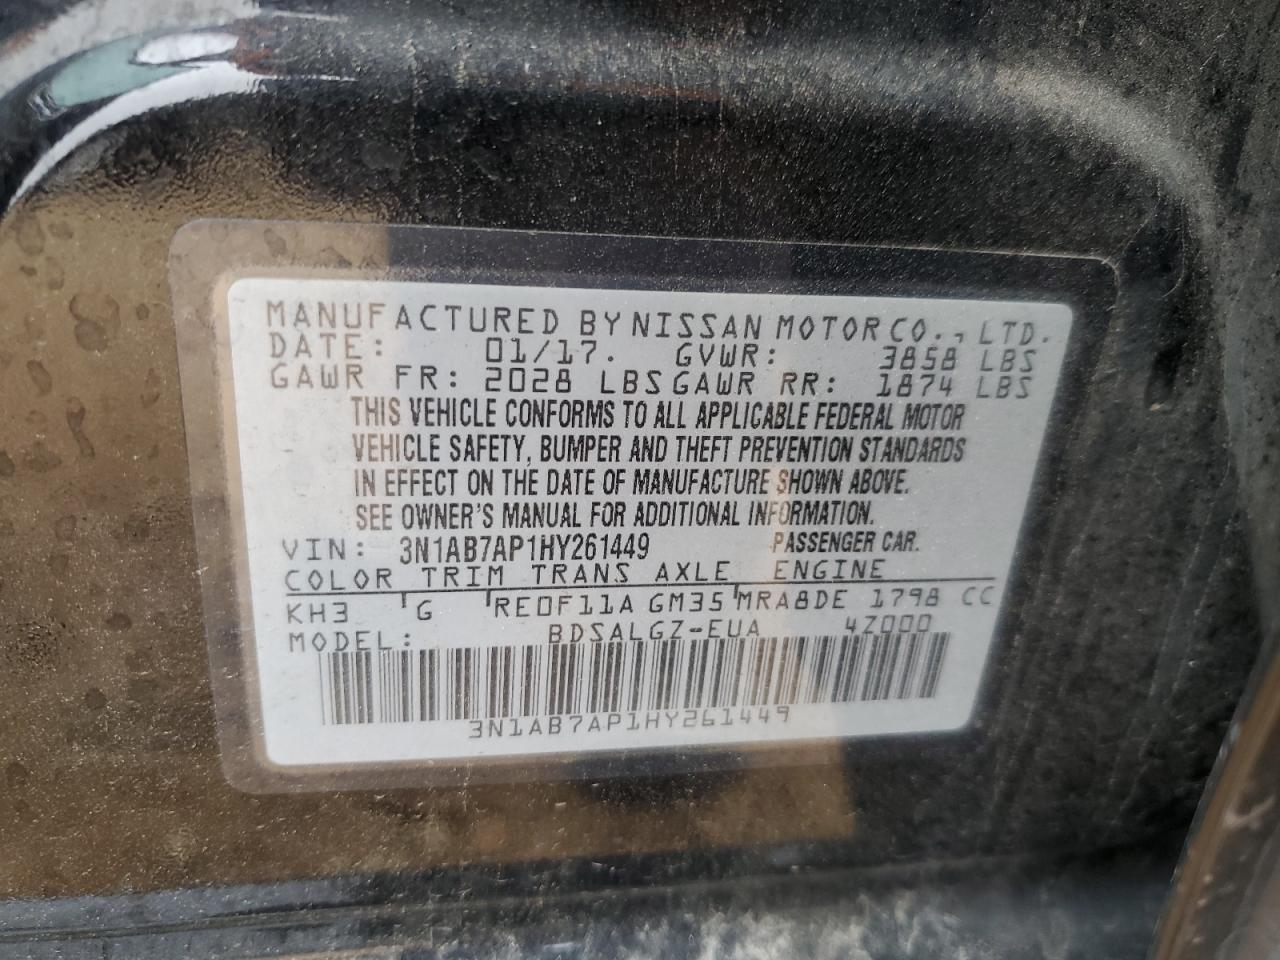 MANUFACTURED BY NISSAN MOTOR CO., LTD.
DATE: 01/17. GVWR: 3858 LBS
GAWR FR: 2028 LBS GAWR RR: 1874 LBS
THIS VEHICLE CONFORMS TO ALL APPLICABLE FEDERAL MOTOR
VEHICLE SAFETY, BUMPER AND THEFT PREVENTION STANDARDS
IN EFFECT ON THE DATE OF MANUFACTURE SHOWN ABOVE.
SEE OWNER'S MANUAL FOR ADDITIONAL INFORMATION.
VIN: 3N1AB7AP1HY261449 PASSENGER CAR.
COLOR TRIM TRANS AXLE ENGINE
KH3 G RE0F11A GM35 MRA8DE 1798 CC
MODEL: BDSALGZ-EUA 4Z000
3N1AB7AP1HY261449